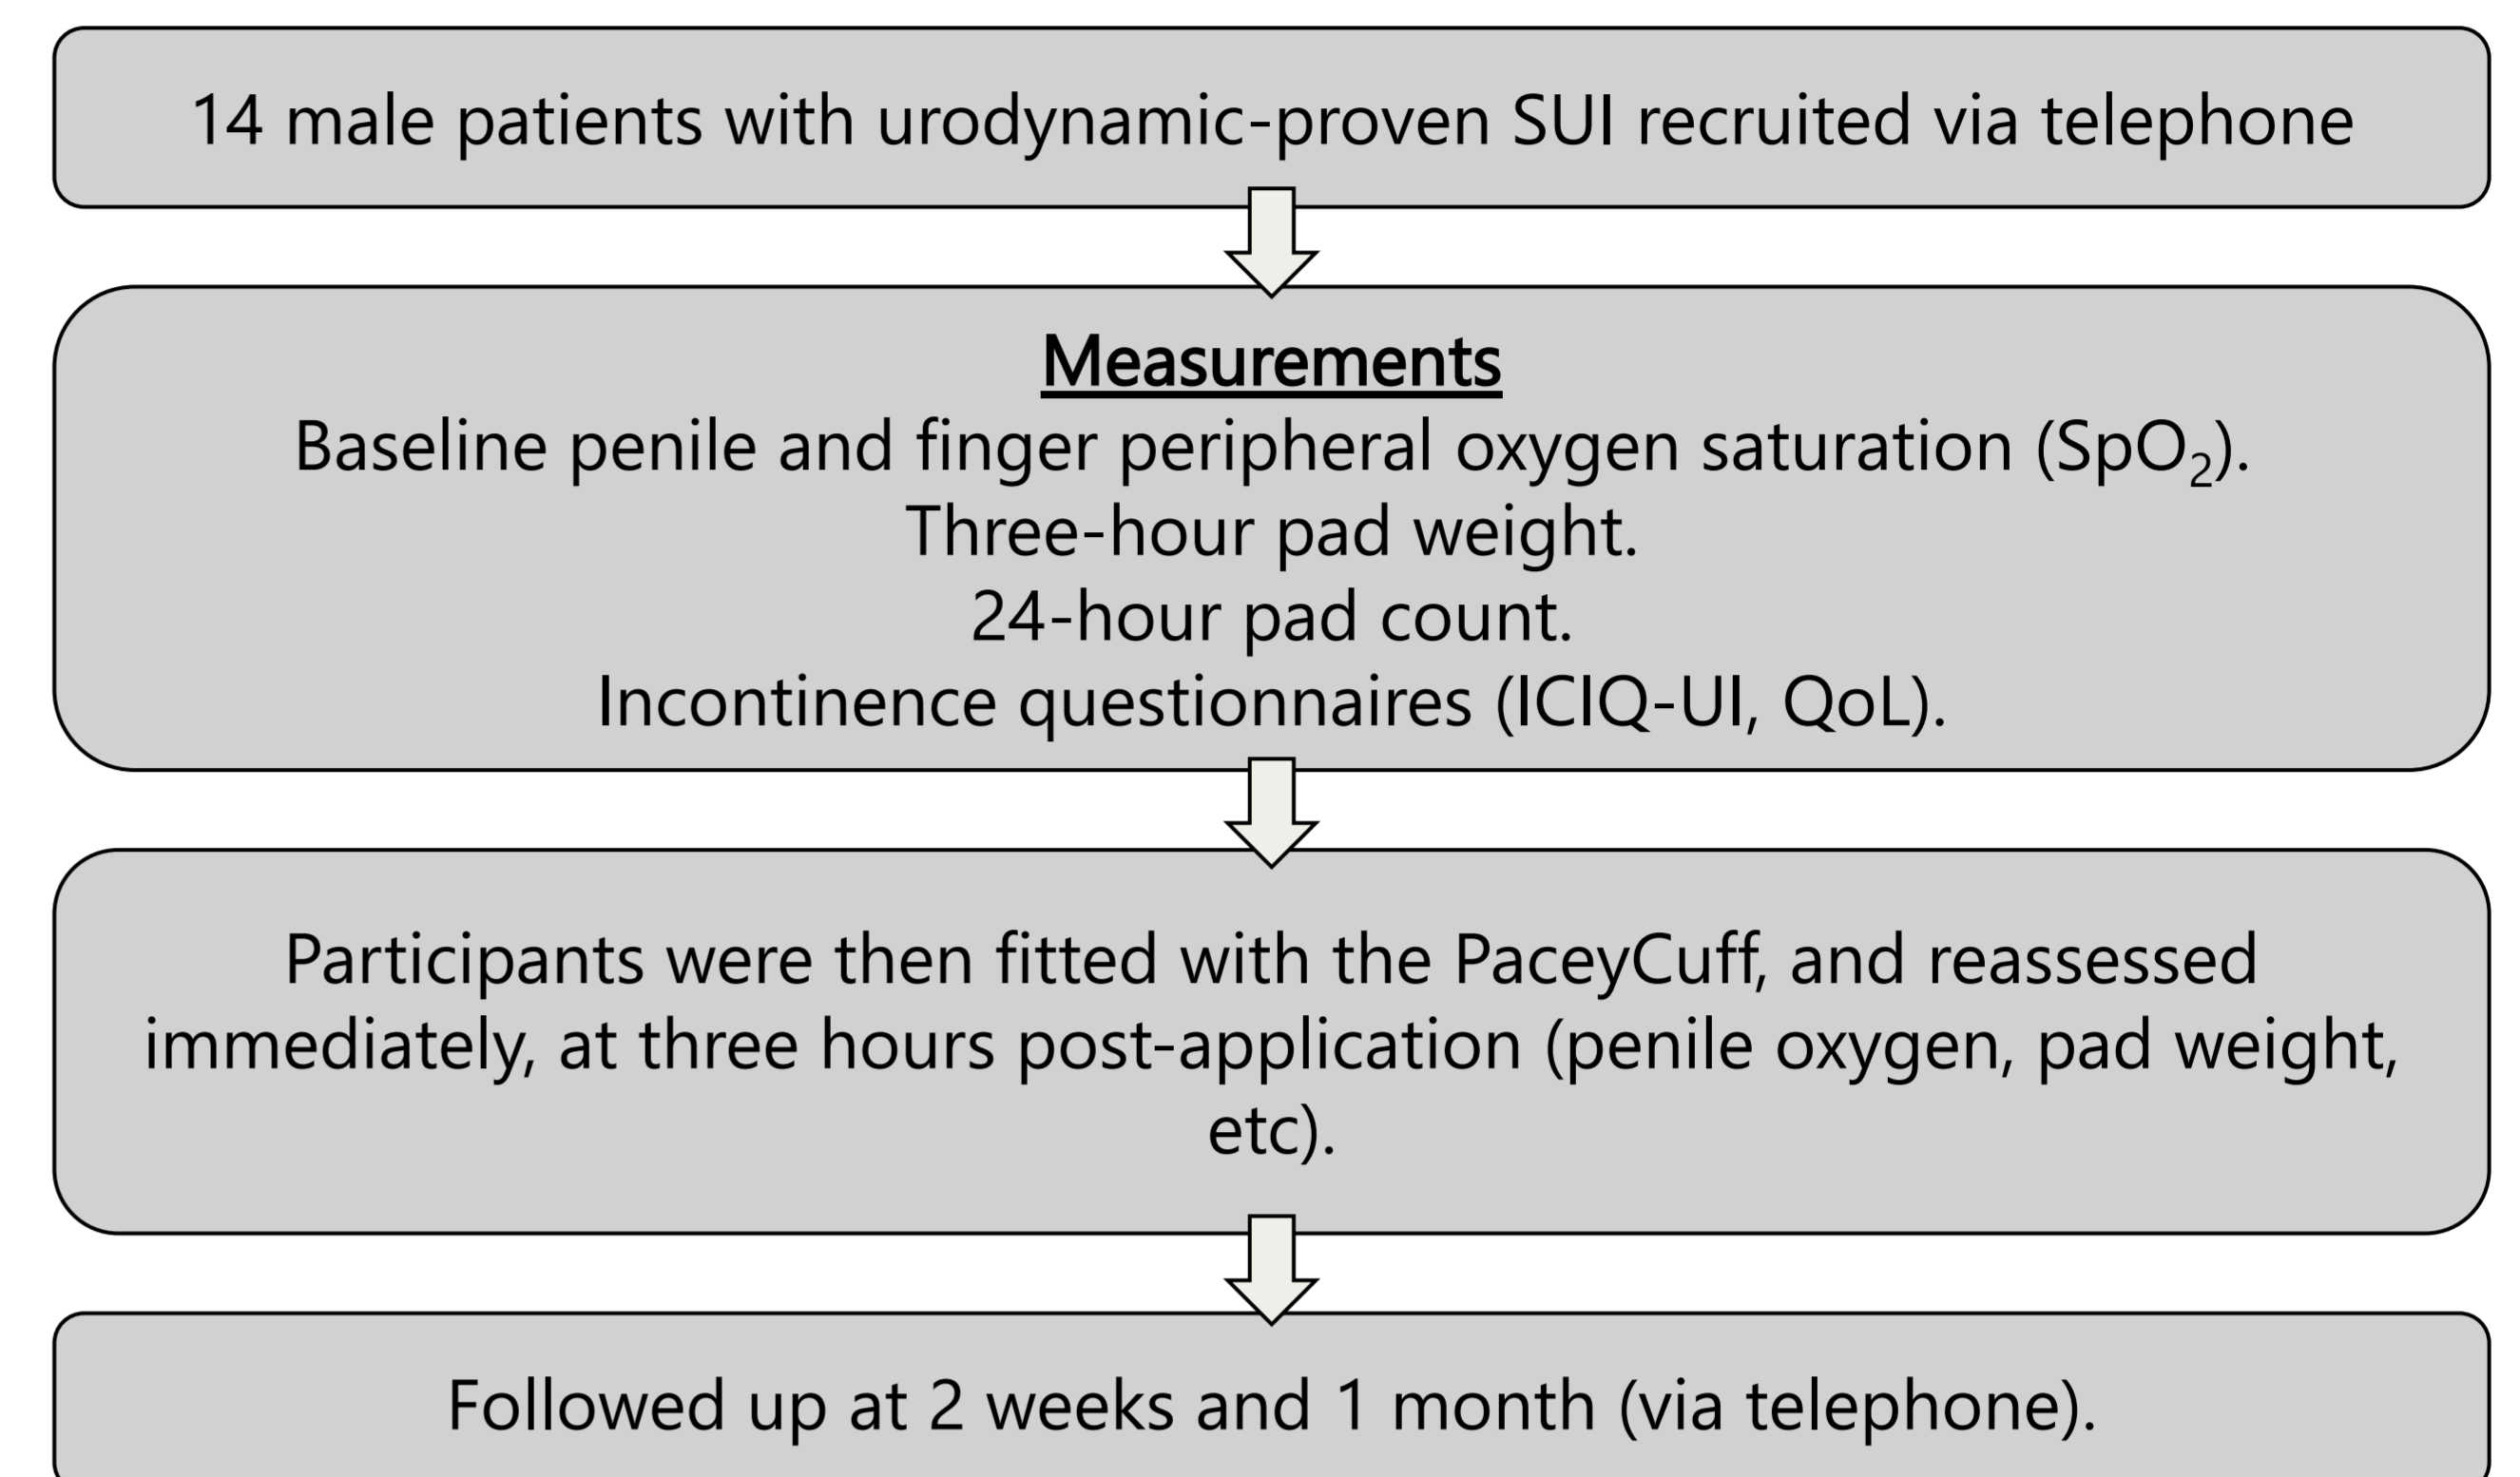 14 male patients with urodynamic-proven SUI recruited via telephone
Measurements
Baseline penile and finger peripheral oxygen saturation (SpO₂).
Three-hour pad weight.
24-hour pad count.
Incontinence questionnaires (ICIQ-UI, QoL).
Participants were then fitted with the PaceyCuff, and reassessed
immediately, at three hours post-application (penile oxygen, pad weight,
etc).
Followed up at 2 weeks and 1 month (via telephone).